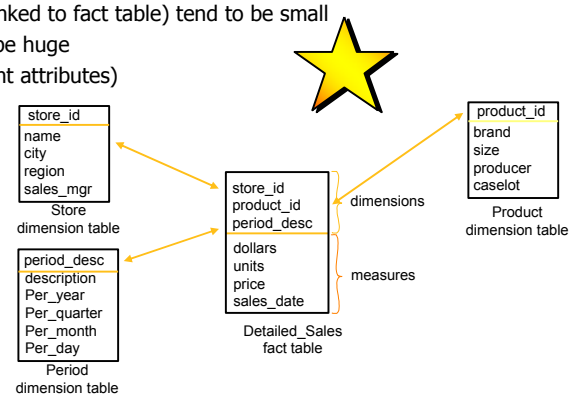 nked to fact table) tend to be small
be huge
nt attributes)
store_id
name
city
region
sales_mgr
Store
dimension table
period_desc
description
Per_year
Per_quarter
Per_month
Per_day
Period
dimension table
store_id
product_id
period_desc
dollars
units
price
sales_date
Detailed_Sales
fact table
dimensions
measures
product_id
brand
size
producer
caselot
Product
dimension table